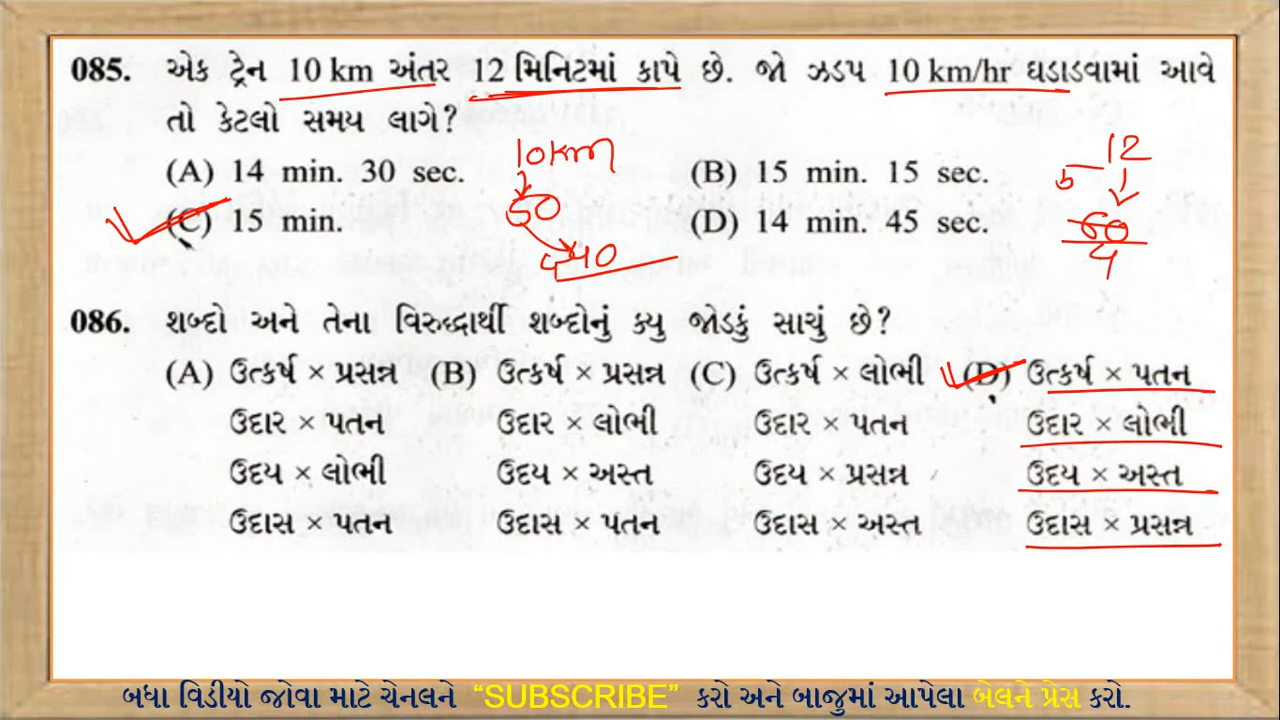 085. એક ટ્રેન 10 km અંતર 12 મિનિટમાં કાપે છે. જો ઝડપ 10 km/hr ઘડાડવામાં આવે
તો કેટલો સમય લાગે?
(A) 14 min. 30 sec. (B) 15 min. 15 sec.
(C) 15 min. (D) 14 min. 45 sec.
10km
50
40
12
5
60
4
086. શબ્દો અને તેના વિરુદ્ધાર્થી શબ્દોનું ક્યુ જોડકું સાચું છે?
(A) ઉત્કર્ષ × પ્રસન્ન (B) ઉત્કર્ષ × પ્રસન્ન (C) ઉત્કર્ષ × લોભી (D) ઉત્કર્ષ × પતન
ઉદાર × પતન ઉદાર × લોભી ઉદાર × પતન ઉદાર × લોભી
ઉદય × લોભી ઉદય × અસ્ત ઉદય × પ્રસન્ન ઉદય × અસ્ત
ઉદાસ × પતન ઉદાસ × પતન ઉદાસ × અસ્ત ઉદાસ × પ્રસન્ન
બધા વિડીયો જોવા માટે ચેનલને “SUBSCRIBE” કરો અને બાજુમાં આપેલા બેલને પ્રેસ કરો.